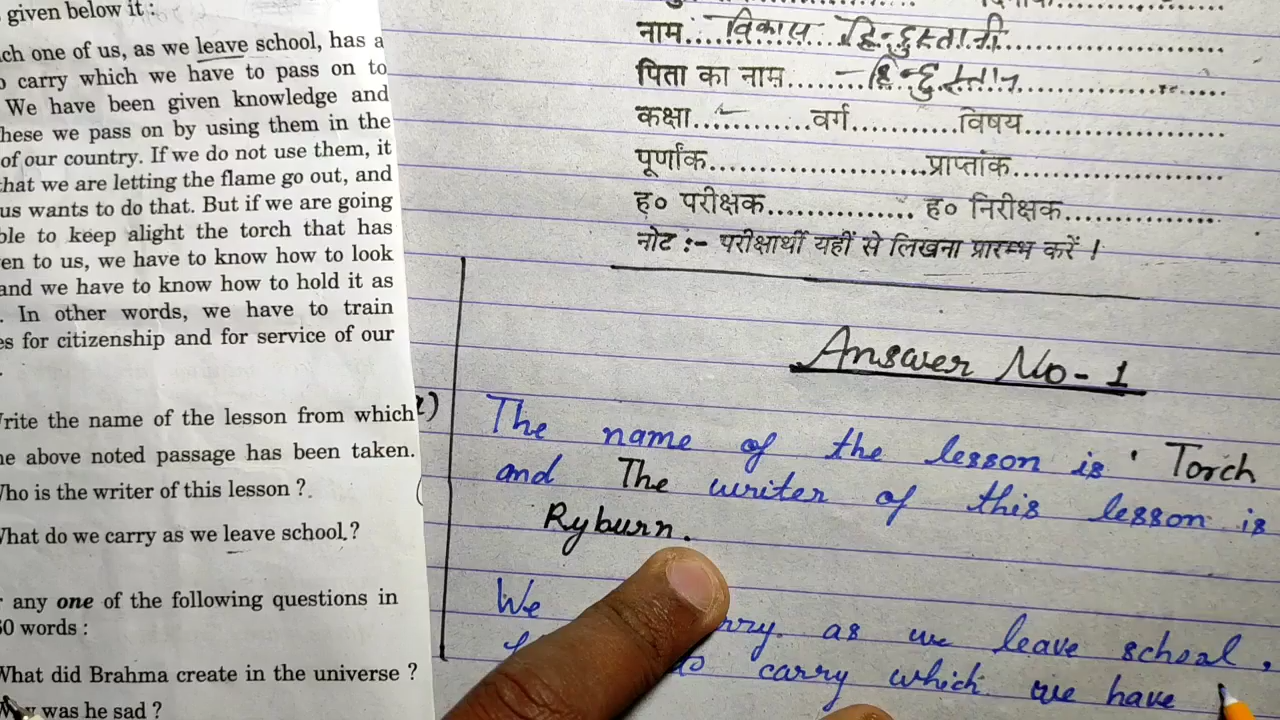 given below it :
ch one of us, as we leave school, has a
o carry which we have to pass on to
We have been given knowledge and
hese we pass on by using them in the
of our country. If we do not use them, it
hat we are letting the flame go out, and
us wants to do that. But if we are going
ble to keep alight the torch that has
en to us, we have to know how to look
and we have to know how to hold it as
. In other words, we have to train
es for citizenship and for service of our
rite the name of the lesson from which
he above noted passage has been taken.
ho is the writer of this lesson ?
hat do we carry as we leave school ?
any one of the following questions in
60 words :
What did Brahma create in the universe ?
was he sad ?
नाम....विकास हिन्दुस्तानी....
पिता का नाम....हिन्दुस्तान....
कक्षा............वर्ग...........विषय.......................
पूर्णांक........................प्राप्तांक.......................
ह० परीक्षक................ ह० निरीक्षक.................
नोट :- परीक्षार्थी यहीं से लिखना प्रारम्भ करें ।
Answer No - 1
The name of the lesson is ' Torch
and The writer of this lesson is
Ryburn.
We as we leave school,
to carry which we have